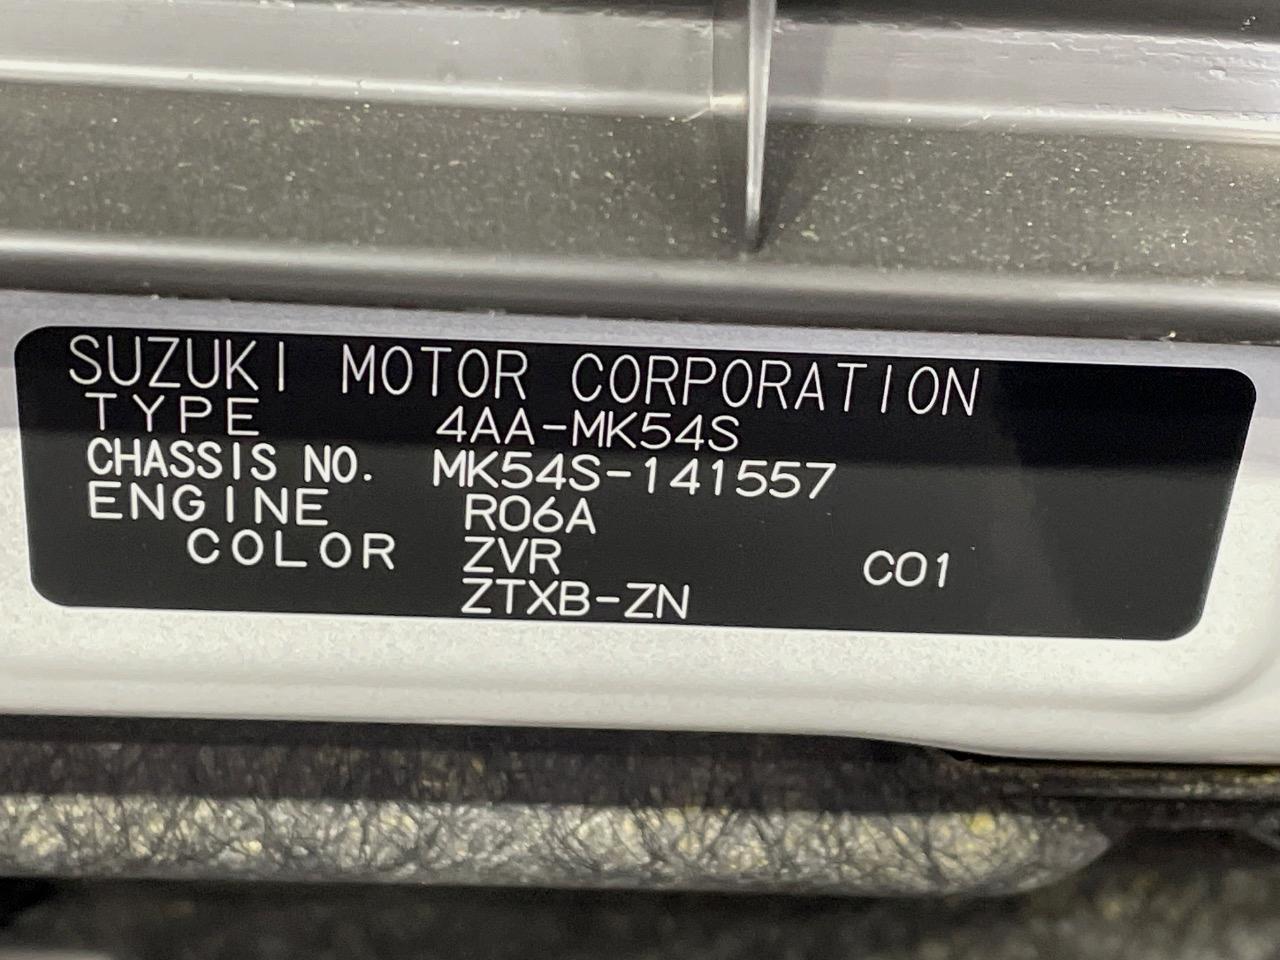 SUZUKI MOTOR CORPORATION
TYPE 4AA-MK54S
CHASSIS NO. MK54S-141557
ENGINE R06A
COLOR ZVR C01
ZTXB-ZN